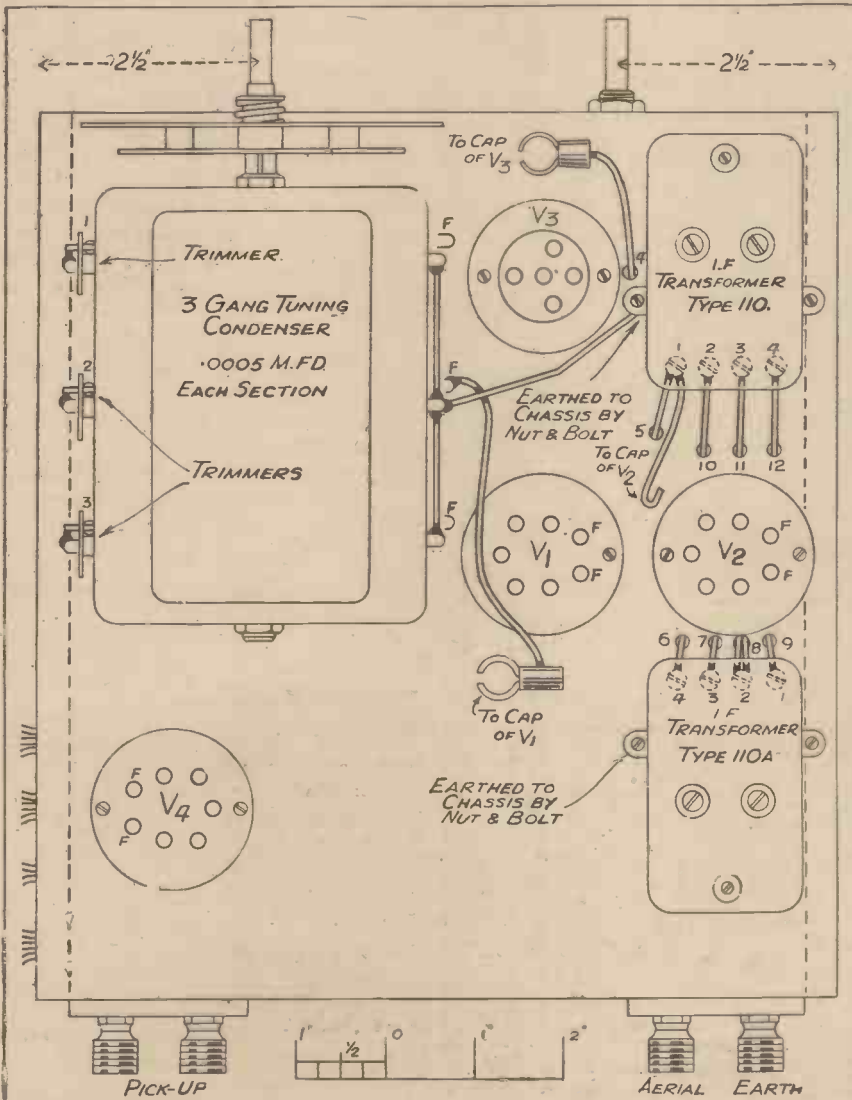 2½"
2½"
TO CAP
OF V3
F
V3
4
I.F
TRANSFORMER
TYPE 110.
1
2
3
TRIMMER.
3 GANG TUNING
CONDENSER
.0005 M.FD.
EACH SECTION
TRIMMERS
F
F
EARTHED TO
CHASSIS BY
NUT & BOLT
1 2 3 4
5
TO CAP
OF V2
10 11 12
V1
F
F
V2
F
F
6 7 8 9
4 3 2 1
I.F
TRANSFORMER
TYPE 110A
TO CAP
OF V1
EARTHED TO
CHASSIS BY
NUT & BOLT
F
V4
F
1" ½ 0 1" 2"
PICK-UP
AERIAL EARTH